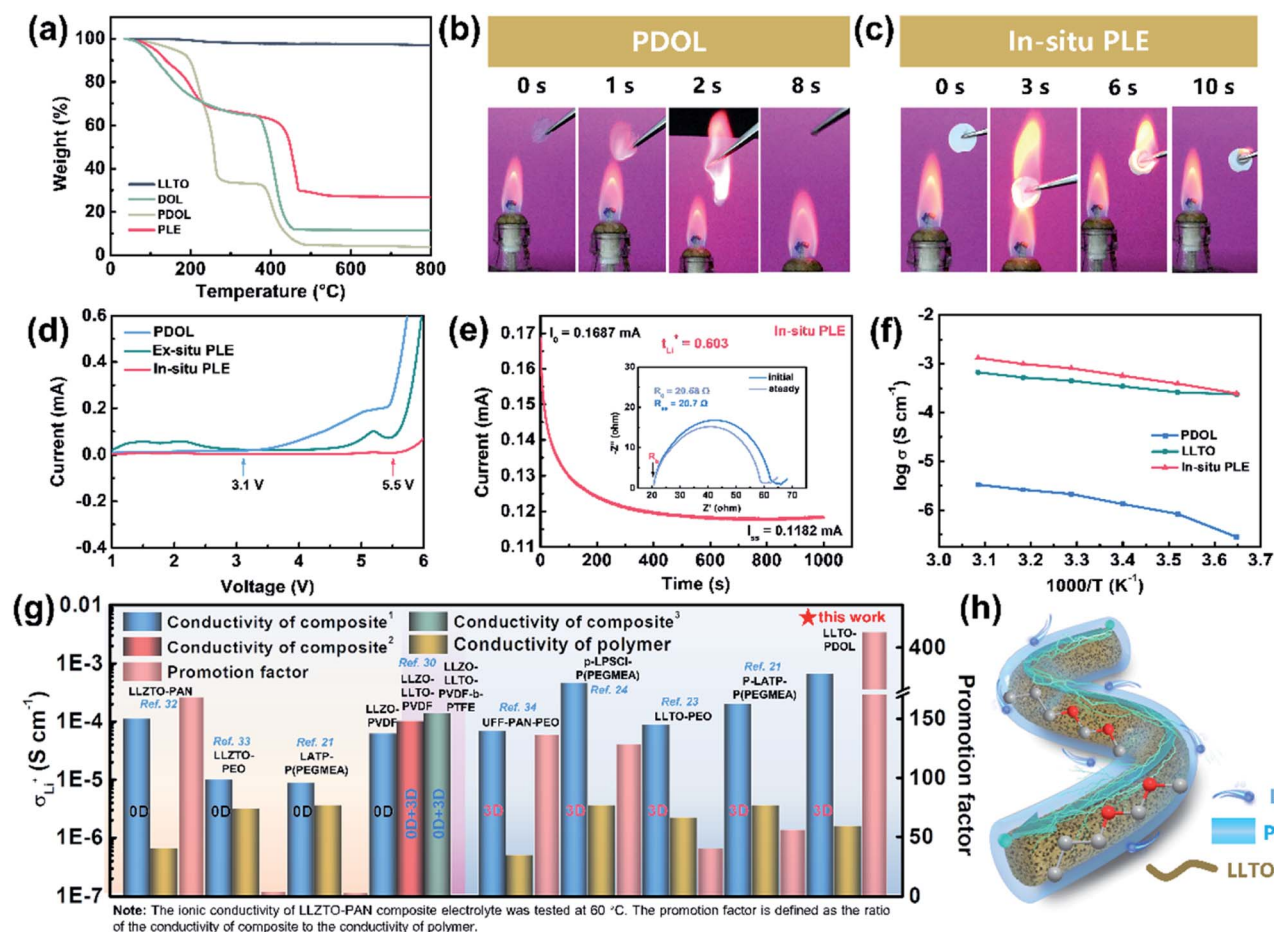 (a)
100
80
60
40
20
0
Weight (%)
LLTO
DOL
PDOL
PLE
0
200
400
600
800
Temperature (°C)
(b)
PDOL
0 s
1 s
2 s
8 s
(c)
In-situ PLE
0 s
3 s
6 s
10 s
(d)
0.6
0.4
0.2
0.0
-0.2
-0.4
Current (mA)
PDOL
Ex-situ PLE
In-situ PLE
3.1 V
5.5 V
1
2
3
4
5
6
Voltage (V)
(e)
0.17
0.16
0.15
0.14
0.13
0.12
0.11
Current (mA)
I0 = 0.1687 mA
In-situ PLE
tLi+ = 0.603
R0 = 20.68 Ω
Rss = 20.7 Ω
initial
steady
30
20
10
0
-Z'' (ohm)
20
30
40
50
60
70
Z' (ohm)
Iss = 0.1182 mA
0
200
400
600
800
1000
Time (s)
(f)
-2
-3
-5
-6
log σ (S cm-1)
PDOL
LLTO
In-situ PLE
3.0
3.1
3.2
3.3
3.4
3.5
3.6
3.7
1000/T (K-1)
(g)
0.01
1E-3
1E-4
1E-5
1E-6
1E-7
σLi+ (S cm-1)
Conductivity of composite1
Conductivity of composite2
Promotion factor
Conductivity of composite3
Conductivity of polymer
this work
LLZTO-PAN
Ref. 32
0D
Ref. 33
LLZTO-
PEO
0D
Ref. 21
LATP-
P(PEGMEA)
0D
LLZO-
PVDF
0D
Ref. 30
LLZO-
LLTO-
PVDF
0D+3D
LLZO-
LLTO-
PVDF-b-
PTFE
0D+3D
Ref. 34
UFF-PAN-PEO
3D
p-LPSCl-
P(PEGMEA)
Ref. 24
3D
Ref. 23
LLTO-PEO
3D
Ref. 21
P-LATP-
P(PEGMEA)
3D
LLTO-
PDOL
3D
400
150
100
50
0
Promotion factor
Note: The ionic conductivity of LLZTO-PAN composite electrolyte was tested at 60 °C. The promotion factor is defined as the ratio
of the conductivity of composite to the conductivity of polymer.
(h)
P
LLTO